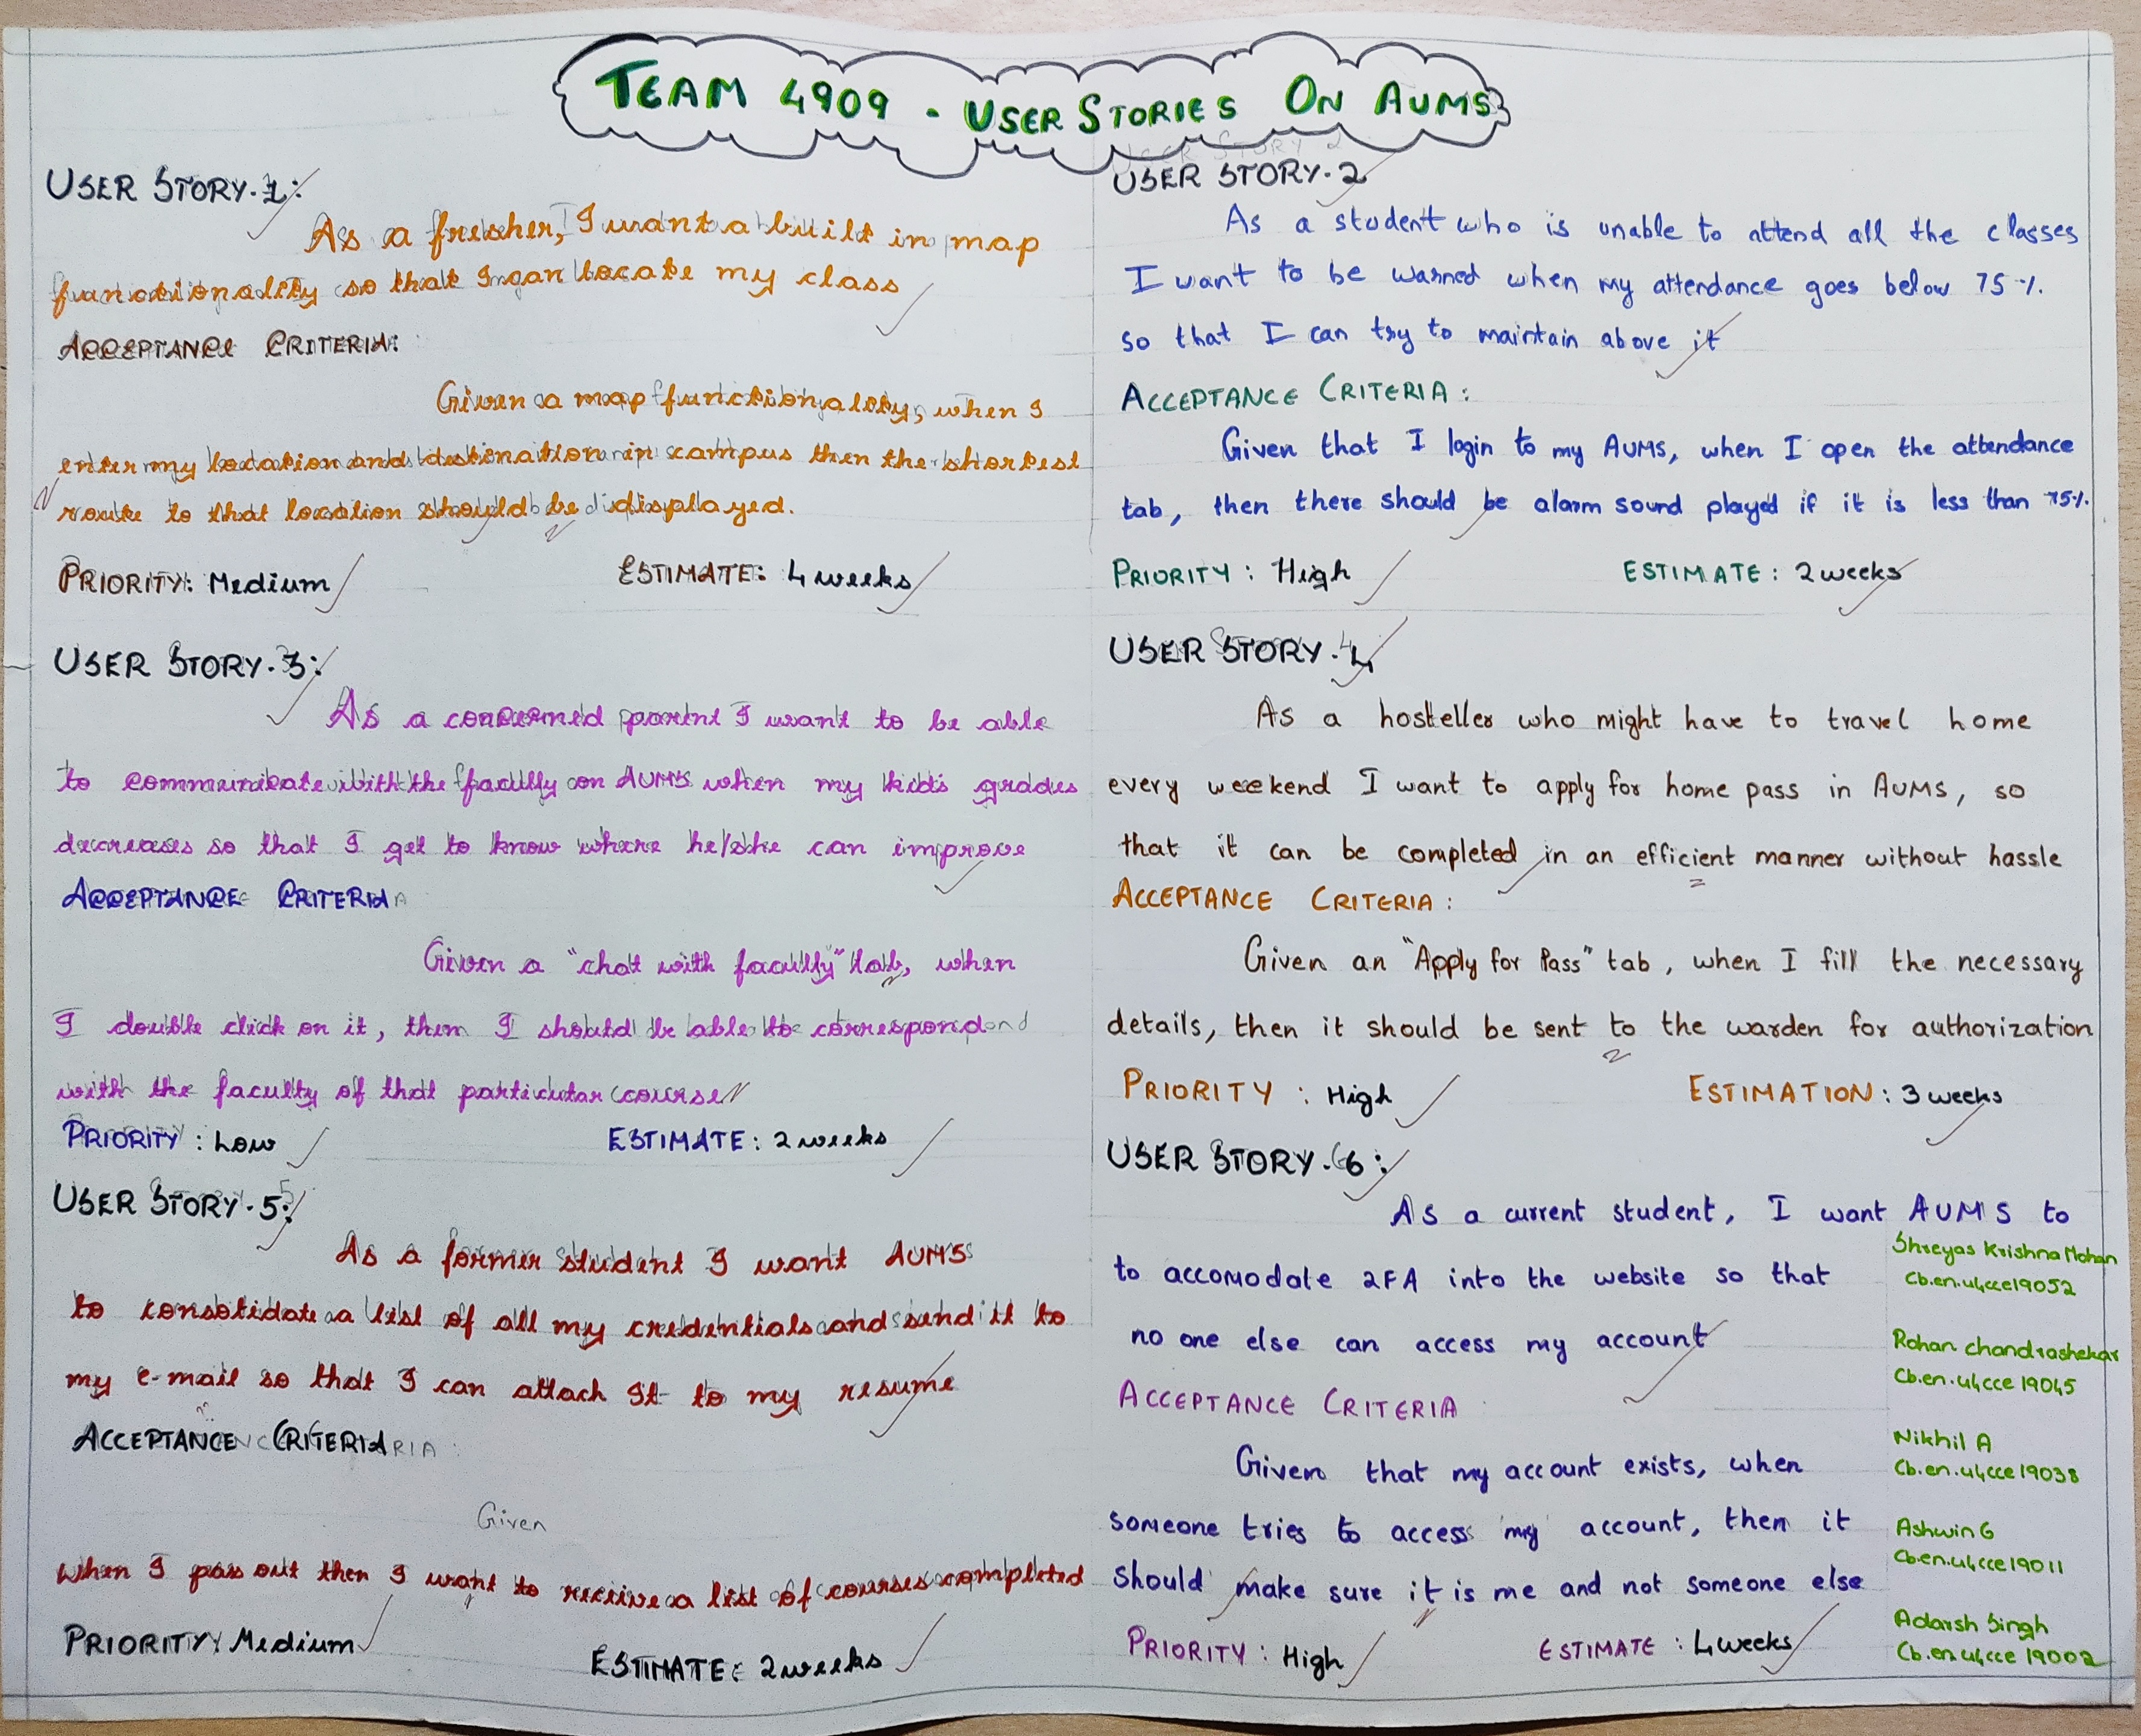 TEAM 4909 - USER STORIES ON AUMS
USER STORY-1:
As a fresher, I want a built in map
functionality so that I can locate my class
ACCEPTANCE CRITERIA:
Given a map functionality, when I
enter my location and destination in campus then the shortest
route to that location should be displayed.
PRIORITY: Medium
ESTIMATE: 4 weeks
USER STORY-2
As a student who is unable to attend all the classes
I want to be warned when my attendance goes below 75%.
so that I can try to maintain above it
ACCEPTANCE CRITERIA:
Given that I login to my AUMS, when I open the attendance
tab, then there should be alarm sound played if it is less than 75%.
PRIORITY: High
ESTIMATE: 2 weeks
USER STORY-3:
As a concerned parent I want to be able
to communicate with the faculty on AUMS when my kids grades
decreases so that I get to know where he/she can improve
ACCEPTANCE CRITERIA
Given a "chat with faculty" tab, when
I double click on it, then I should be able to correspond
with the faculty of that particular course
PRIORITY: Low
ESTIMATE: 2 weeks
USER STORY-4
As a hosteller who might have to travel home
every weekend I want to apply for home pass in AUMS, so
that it can be completed in an efficient manner without hassle
ACCEPTANCE CRITERIA:
Given an "Apply for Pass" tab, when I fill the necessary
details, then it should be sent to the warden for authorization
PRIORITY: High
ESTIMATION: 3 weeks
USER STORY-5:
As a former student I want AUMS
to consolidate a list of all my credentials and send it to
my e-mail so that I can attach It to my resume
ACCEPTANCE CRITERIA:
Given
When I pass out then I want to receive a list of courses completed
PRIORITY: Medium
ESTIMATE: 2 weeks
USER STORY-6:
As a current student, I want AUMS to
to accomodate 2FA into the website so that
no one else can access my account
ACCEPTANCE CRITERIA
Given that my account exists, when
someone tries to access my account, then it
should make sure it is me and not someone else
PRIORITY: High
ESTIMATE: 4 weeks
Shreyas Krishna Mohan
Cb.en.u4cce19052
Rohan chandrashekar
Cb.en.u4cce19045
Nikhil A
Cb.en.u4cce19038
Ashwin G
Cb.en.u4cce19011
Adarsh Singh
Cb.en.u4cce19002